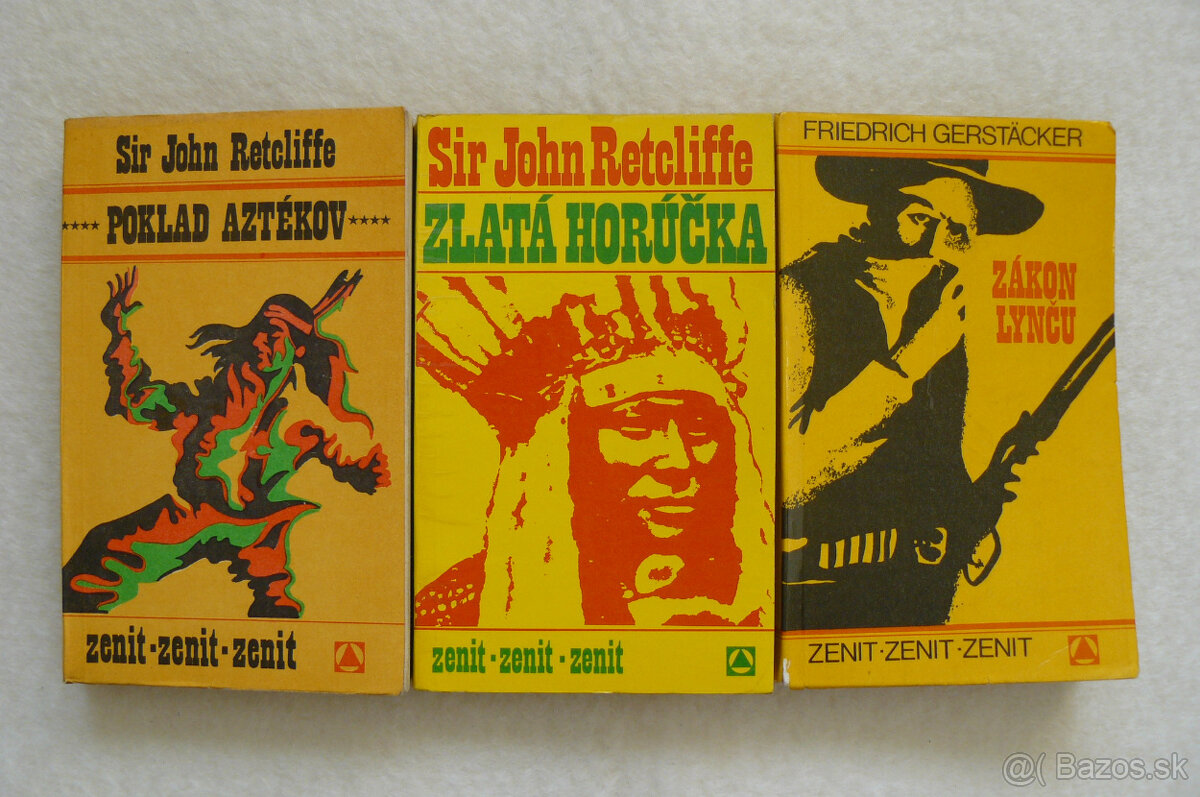 Sir John Retcliffe
**** POKLAD AZTÉKOV ****
zenit·zenit·zenit
Sir John Retcliffe
ZLATÁ HORÚČKA
zenit·zenit·zenit
FRIEDRICH GERSTÄCKER
ZÁKON
LYNČU
ZENIT·ZENIT·ZENIT
@( Bazos.sk